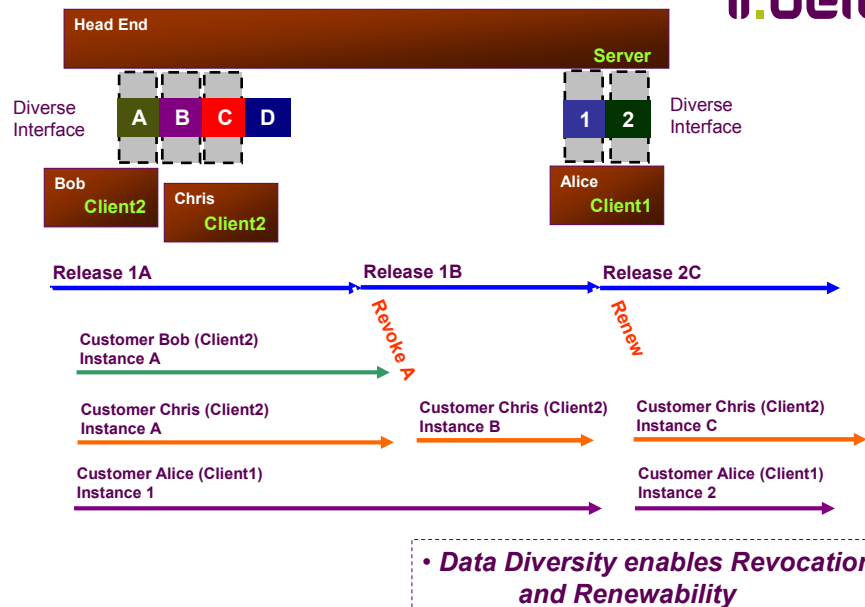 Head End
Server
Diverse
Interface
A B C D
1 2
Diverse
Interface
Bob
Client2
Chris
Client2
Alice
Client1
Release 1A
Release 1B
Release 2C
Revoke A
Renew
Customer Bob (Client2)
Instance A
Customer Chris (Client2)
Instance A
Customer Chris (Client2)
Instance B
Customer Chris (Client2)
Instance C
Customer Alice (Client1)
Instance 1
Customer Alice (Client1)
Instance 2
• Data Diversity enables Revocation
and Renewability